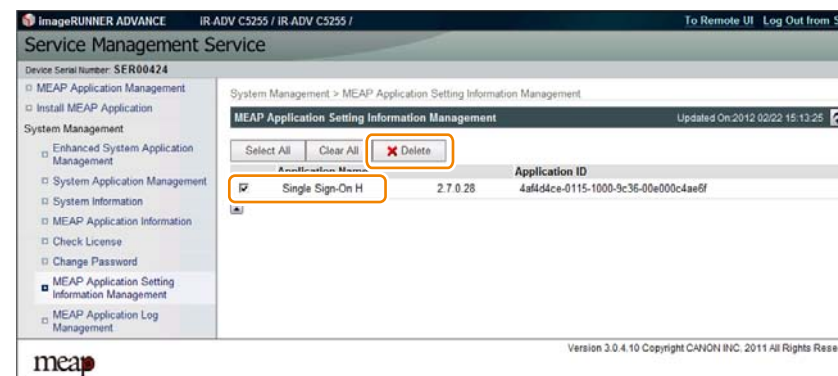 imageRUNNER ADVANCE iR-ADV C5255 / iR-ADV C5255 / To Remote UI Log Out from S
Service Management Service
Device Serial Number: SER00424
MEAP Application Management
Install MEAP Application
System Management
Enhanced System Application
Management
System Application Management
System Information
MEAP Application Information
Check License
Change Password
MEAP Application Setting
Information Management
MEAP Application Log
Management
System Management > MEAP Application Setting Information Management
MEAP Application Setting Information Management Updated On:2012 02/22 15:13:25
Select All Clear All Delete
Application Name Application ID
Single Sign-On H 2.7.0.28 4af4d4ce-0115-1000-9c36-00e000c4ae6f
meap
Version 3.0.4.10 Copyright CANON INC. 2011 All Rights Rese